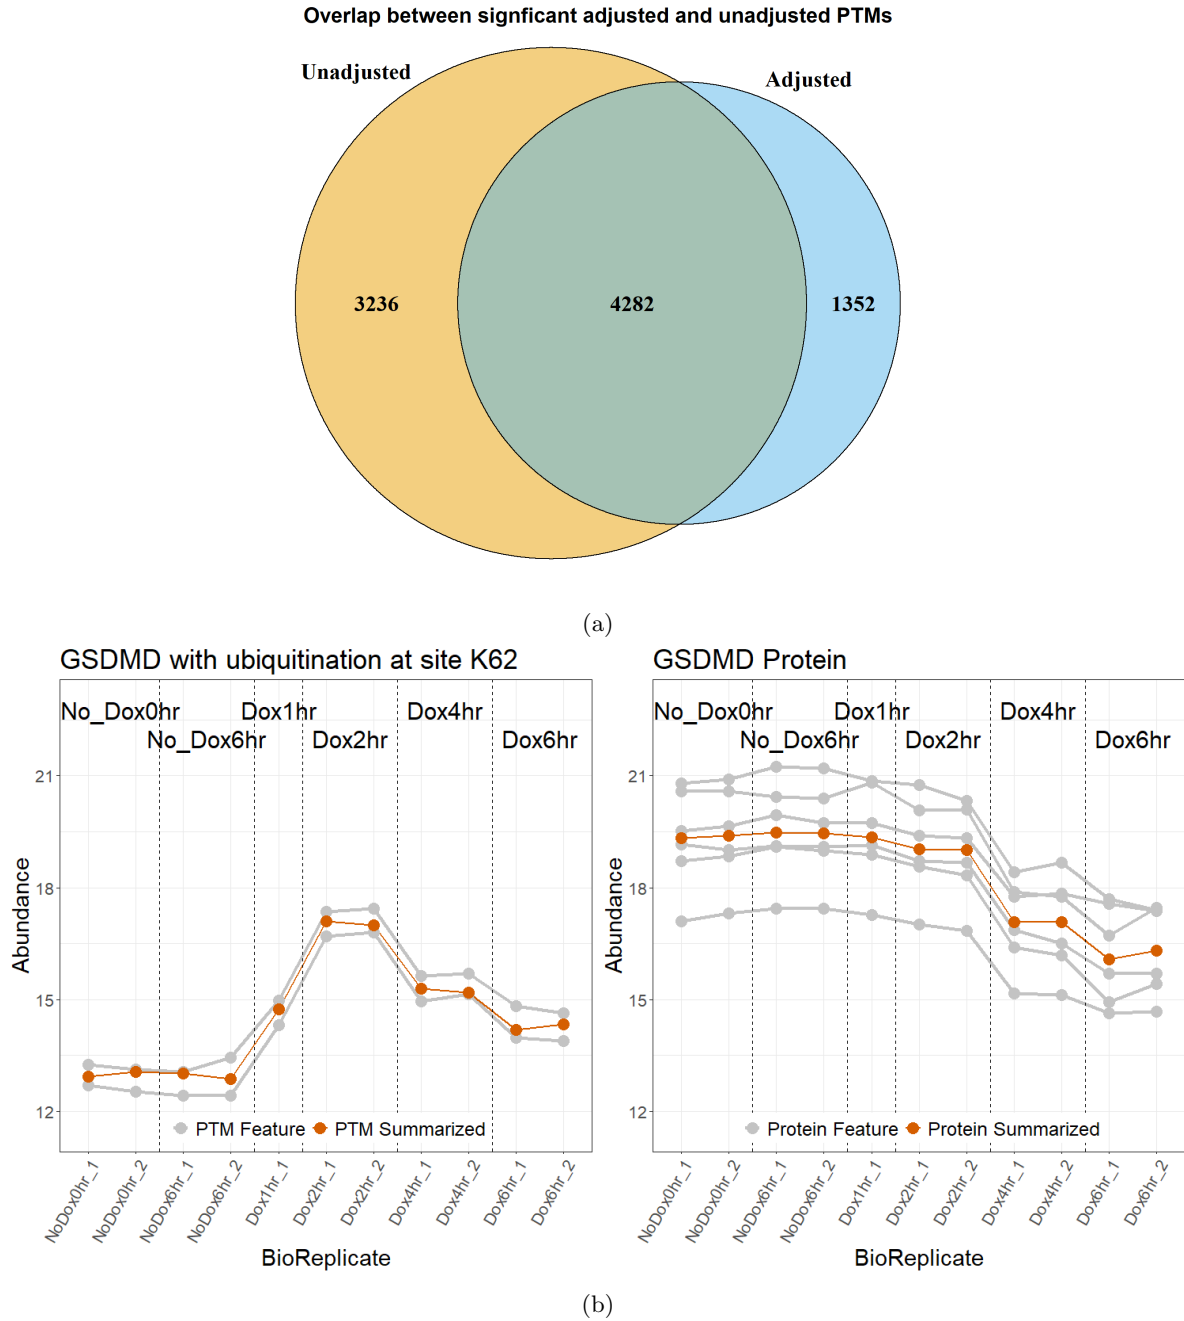 Overlap between signficant adjusted and unadjusted PTMs
Unadjusted
Adjusted
3236
4282
1352
(a)
GSDMD with ubiquitination at site K62
No_Dox0hr
Dox1hr
Dox4hr
No_Dox6hr
Dox2hr
Dox6hr
21
18
15
12
Abundance
PTM Feature
PTM Summarized
NoDox0hr_1
NoDox0hr_2
NoDox6hr_1
NoDox6hr_2
Dox1hr_1
Dox2hr_1
Dox2hr_2
Dox4hr_1
Dox4hr_2
Dox6hr_1
Dox6hr_2
BioReplicate
GSDMD Protein
No_Dox0hr
Dox1hr
Dox4hr
No_Dox6hr
Dox2hr
Dox6hr
21
18
15
12
Abundance
Protein Feature
Protein Summarized
NoDox0hr_1
NoDox0hr_2
NoDox6hr_1
NoDox6hr_2
Dox1hr_1
Dox2hr_1
Dox2hr_2
Dox4hr_1
Dox4hr_2
Dox6hr_1
Dox6hr_2
BioReplicate
(b)